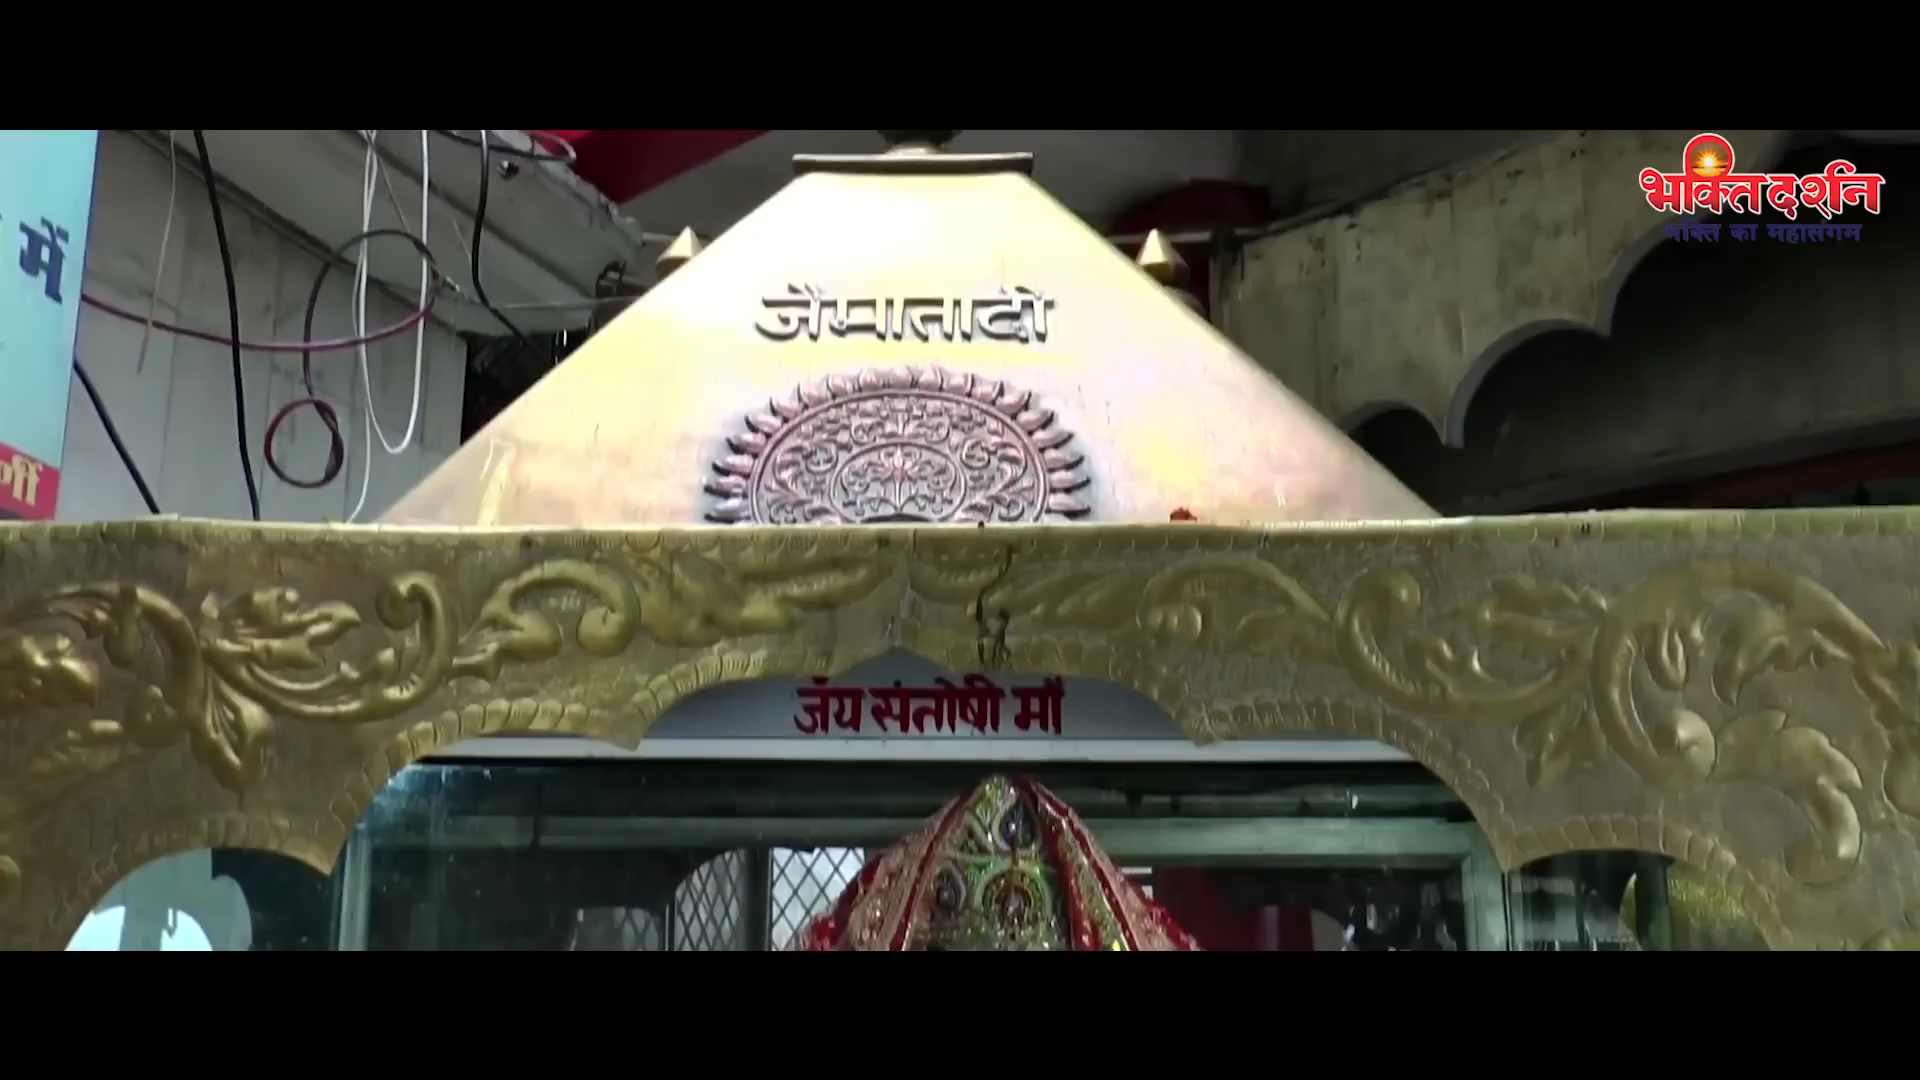 में
र्गी
भक्ति दर्शन
भक्ति का महासंगम
जैमातादी
जय संतोषी माँ